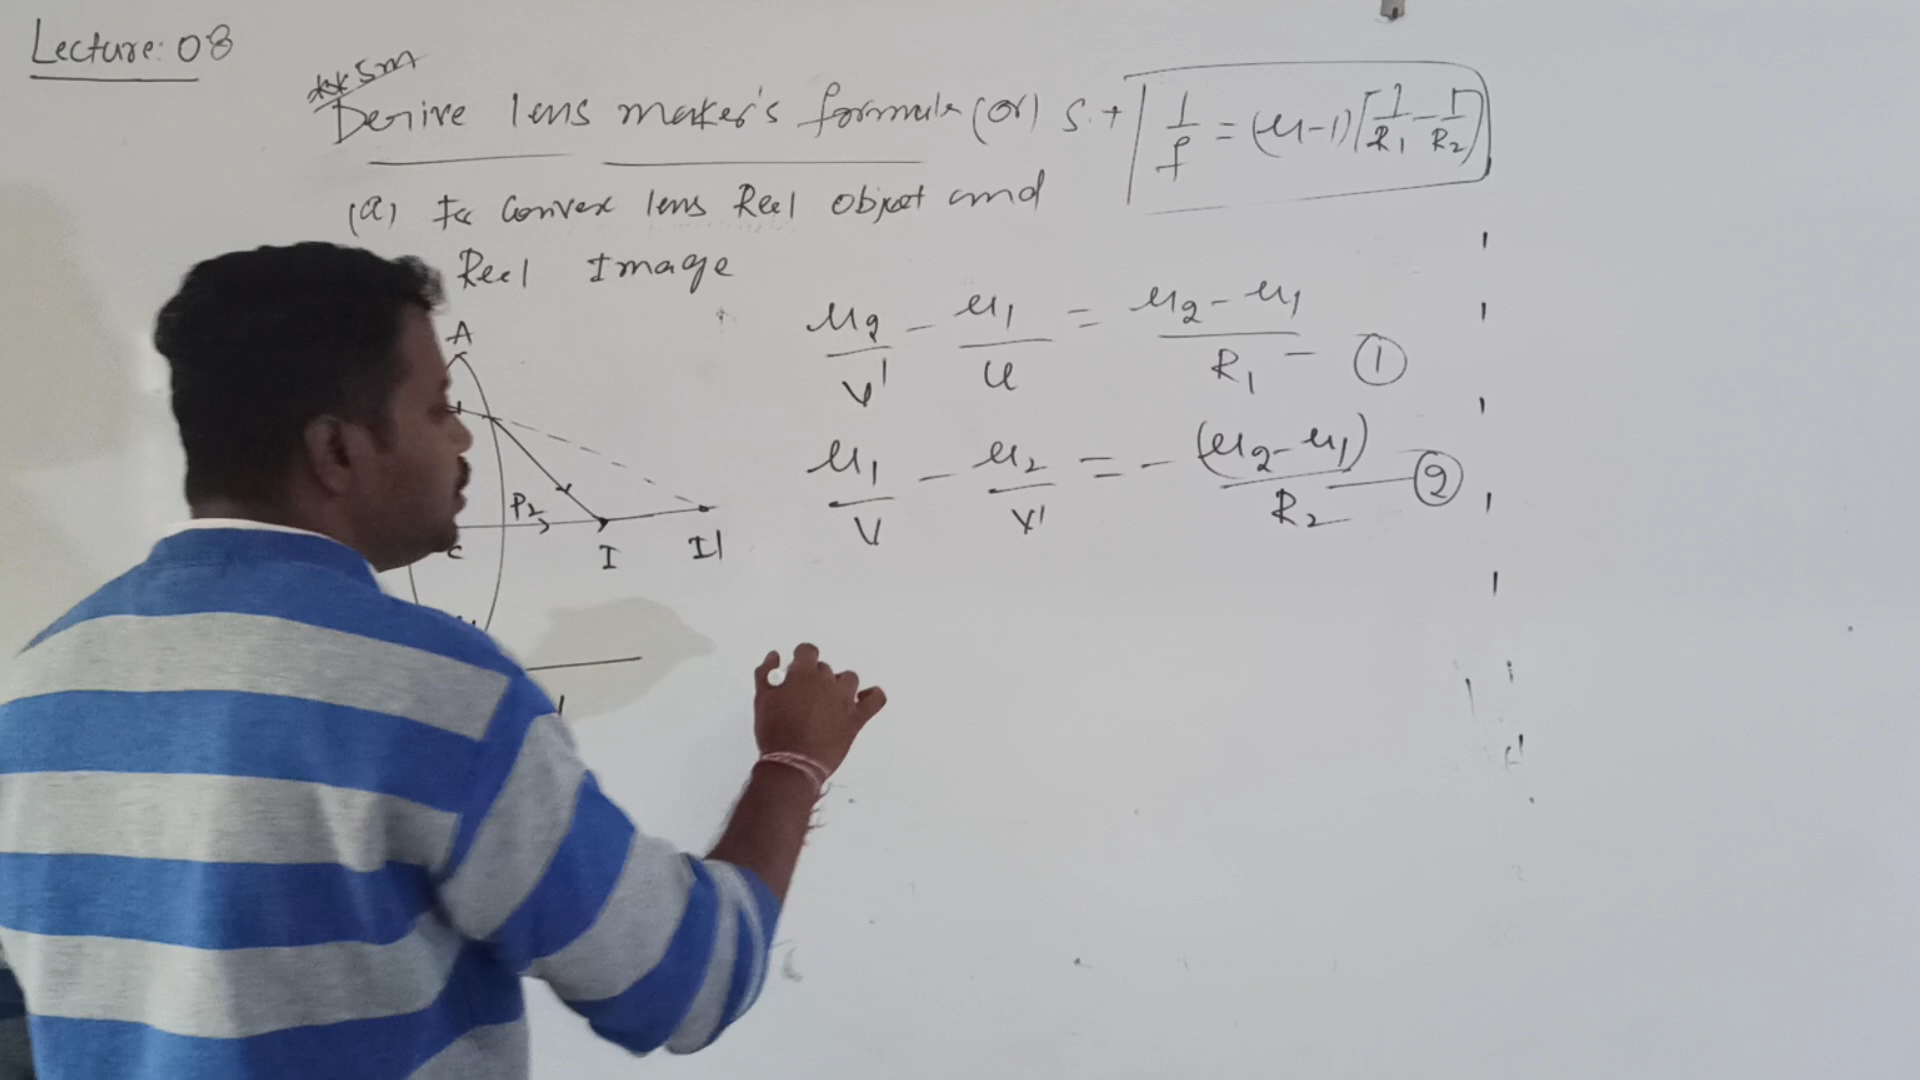 Lecture: 08
**5m
Derive lens maker's formula (or) S.t 1/f = (μ-1)[1/R1 - 1/R2]
(a) For Convex lens Real object and
Real Image
μ2/v' - μ1/u = μ2-μ1/R1 - ①
μ1/v - μ2/v' = - (μ2-μ1)/R2 - ②
A
P2
C
I
I1